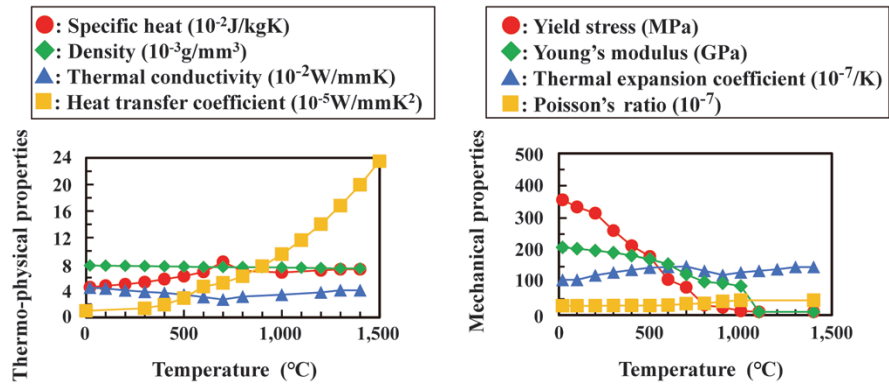 : Specific heat (10⁻²J/kgK)
: Density (10⁻³g/mm³)
: Thermal conductivity (10⁻²W/mmK)
: Heat transfer coefficient (10⁻⁵W/mmK²)
Thermo-physical properties
24
20
16
12
8
4
0
0
500
1,000
1,500
Temperature (℃)
: Yield stress (MPa)
: Young's modulus (GPa)
: Thermal expansion coefficient (10⁻⁷/K)
: Poisson's ratio (10⁻⁷)
Mechanical properties
500
400
300
200
100
0
0
500
1,000
1,500
Temperature (℃)